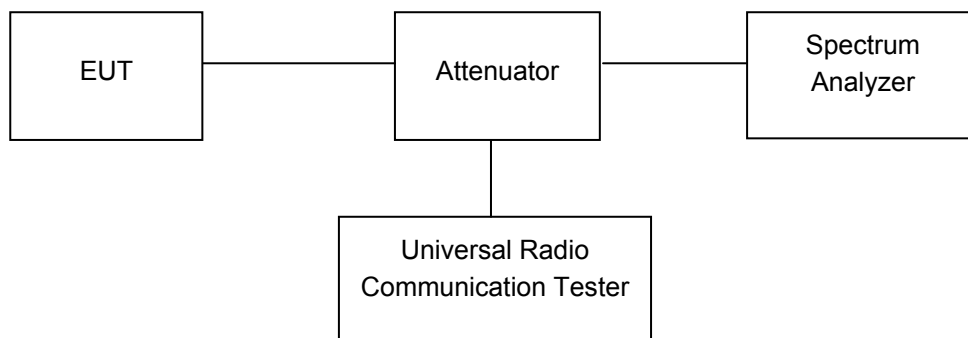 EUT
Attenuator
Spectrum
Analyzer
Universal Radio
Communication Tester